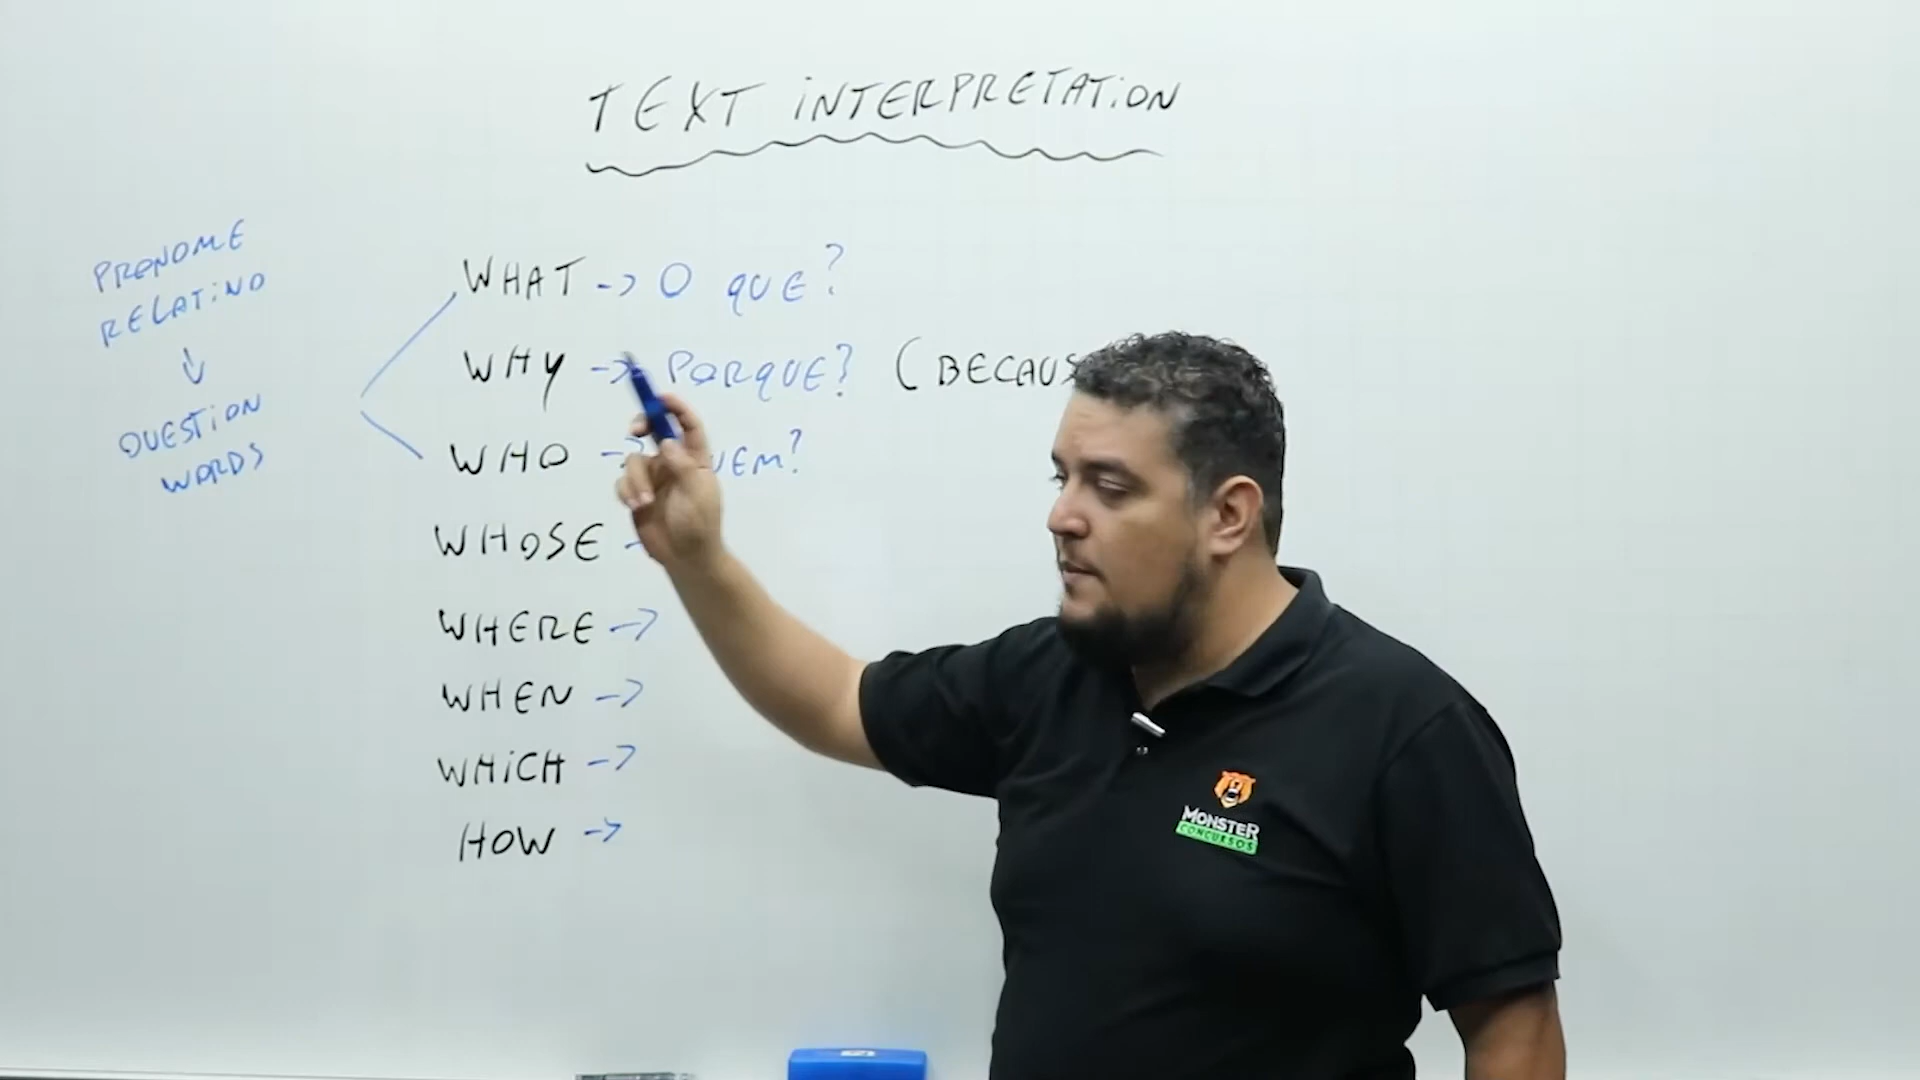 TEXT INTERPRETATION
PRONOME
RELATIVO
↓
QUESTION
WORDS
WHAT -> O QUE?
WHY -> PORQUE? (BECAUS
WHO -> UEM?
WHOSE -
WHERE ->
WHEN ->
WHICH ->
HOW ->
MONSTER
CONCURSOS